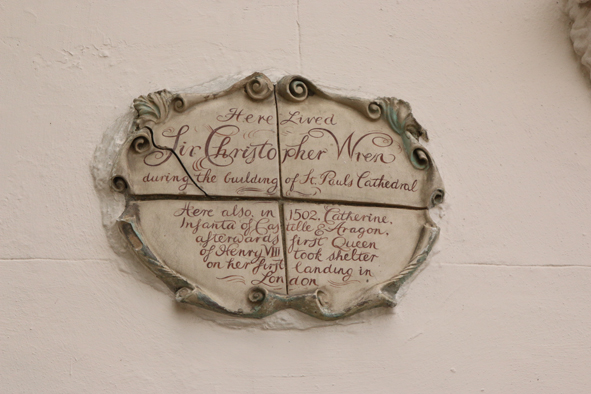 Here Lived
Sir Christopher Wren
during the building of St. Pauls Cathedral
Here also, in 1502, Catherine,
Infanta of Castille & Aragon,
afterwards first Queen
of Henry VIII took shelter
on her first landing in
London